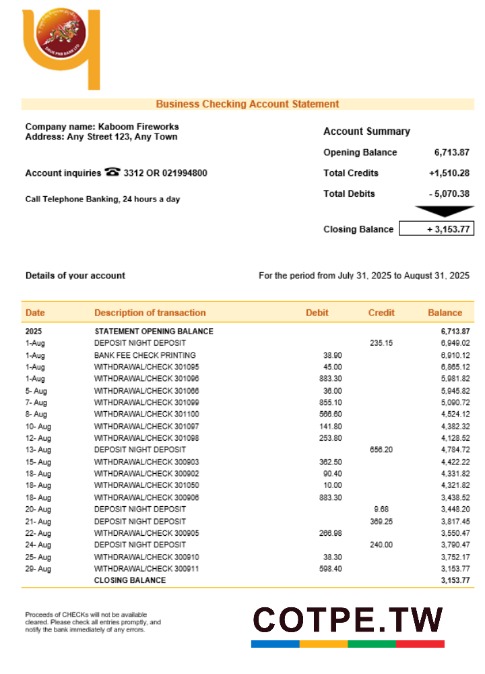 Business Checking Account Statement
Company name: Kaboom Fireworks
Address: Any Street 123, Any Town
Account Summary
Opening Balance 6,713.87
Account inquiries ☎ 3312 OR 021994800
Total Credits +1,510.28
Call Telephone Banking, 24 hours a day
Total Debits - 5,070.38
Closing Balance + 3,153.77
Details of your account For the period from July 31, 2025 to August 31, 2025
Date Description of transaction Debit Credit Balance
2025 STATEMENT OPENING BALANCE 6,713.87
1-Aug DEPOSIT NIGHT DEPOSIT 235.15 6,949.02
1-Aug BANK FEE CHECK PRINTING 38.90 6,910.12
1-Aug WITHDRAWAL/CHECK 301095 45.00 6,865.12
1-Aug WITHDRAWAL/CHECK 301096 883.30 5,981.82
5- Aug WITHDRAWAL/CHECK 301066 36.00 5,945.82
7- Aug WITHDRAWAL/CHECK 301099 855.10 5,090.72
8- Aug WITHDRAWAL/CHECK 301100 566.60 4,524.12
10- Aug WITHDRAWAL/CHECK 301097 141.80 4,382.32
12- Aug WITHDRAWAL/CHECK 301098 253.80 4,128.52
13- Aug DEPOSIT NIGHT DEPOSIT 656.20 4,784.72
15- Aug WITHDRAWAL/CHECK 300903 362.50 4,422.22
18- Aug WITHDRAWAL/CHECK 300902 90.40 4,331.82
18- Aug WITHDRAWAL/CHECK 301050 10.00 4,321.82
18- Aug WITHDRAWAL/CHECK 300906 883.30 3,438.52
20- Aug DEPOSIT NIGHT DEPOSIT 9.68 3,448.20
21- Aug DEPOSIT NIGHT DEPOSIT 369.25 3,817.45
22- Aug WITHDRAWAL/CHECK 300905 266.98 3,550.47
24- Aug DEPOSIT NIGHT DEPOSIT 240.00 3,790.47
25- Aug WITHDRAWAL/CHECK 300910 38.30 3,752.17
29- Aug WITHDRAWAL/CHECK 300911 598.40 3,153.77
CLOSING BALANCE 3,153.77
Proceeds of CHECKs will not be available
cleared. Please check all entries promptly, and
notify the bank immediately of any errors.
COTPE.TW